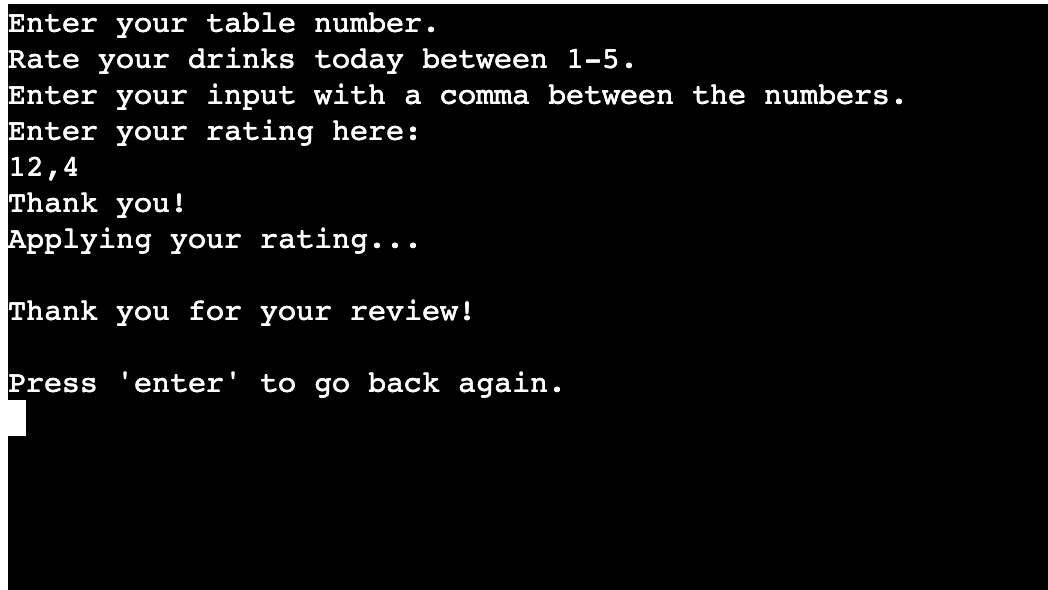 Enter your table number.
Rate your drinks today between 1-5.
Enter your input with a comma between the numbers.
Enter your rating here:
12,4
Thank you!
Applying your rating...
Thank you for your review!
Press 'enter' to go back again.